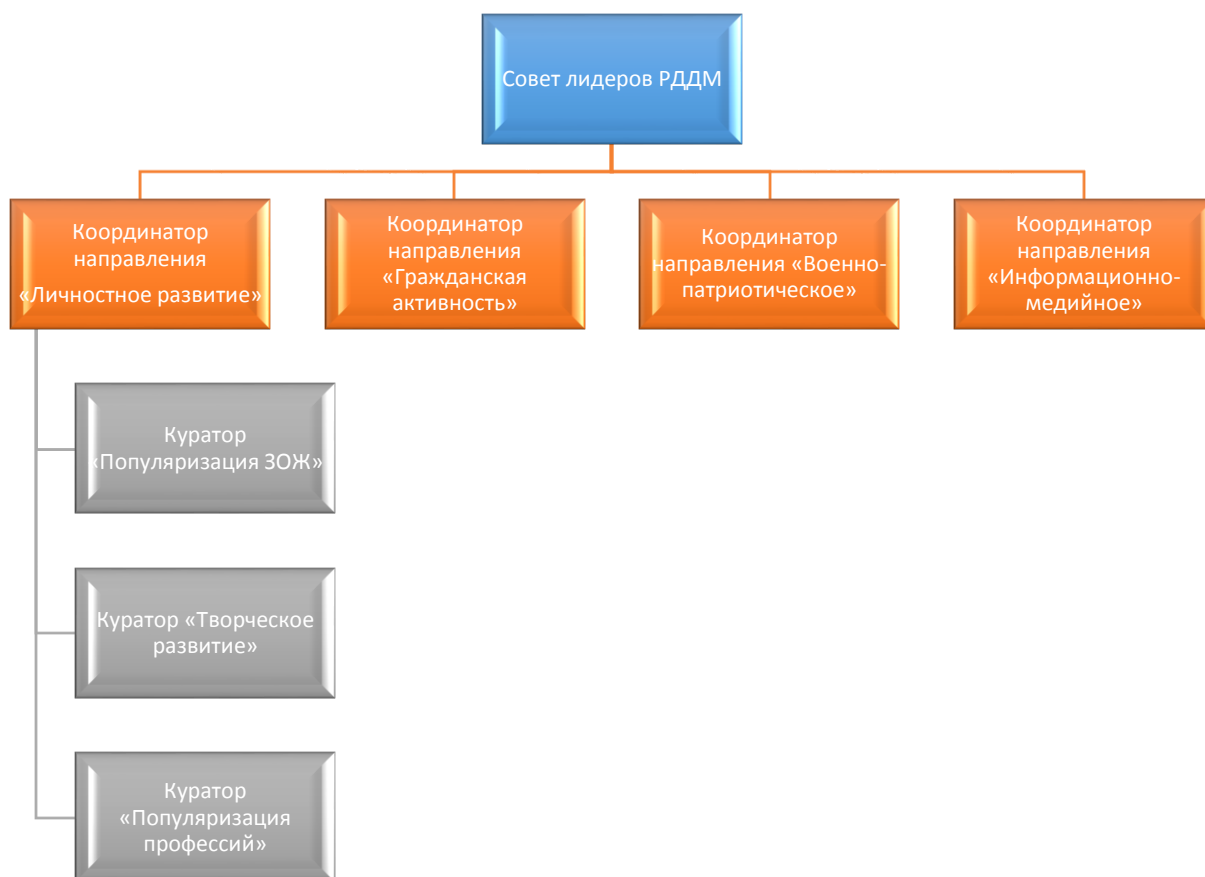 Совет лидеров РДДМ
Координатор
направления
«Личностное развитие»
Координатор
направления
«Гражданская
активность»
Координатор
направления «Военно-
патриотическое»
Координатор
направления
«Информационно-
медийное»
Куратор
«Популяризация ЗОЖ»
Куратор «Творческое
развитие»
Куратор
«Популяризация
профессий»